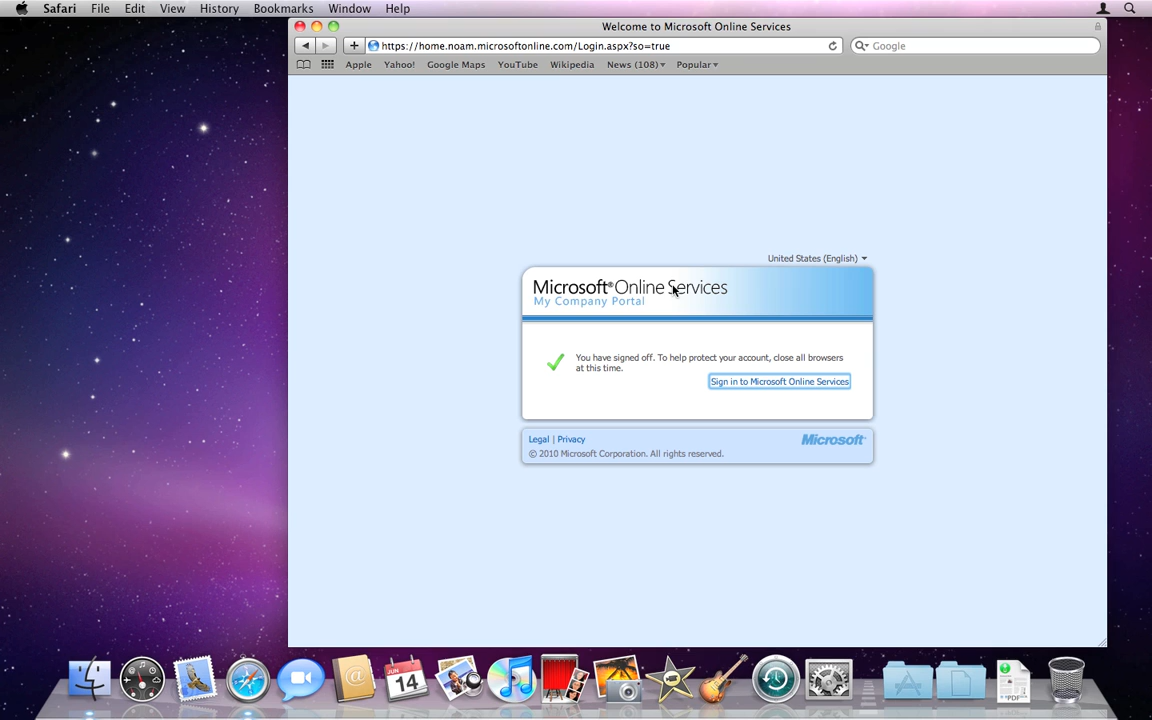 Safari File Edit View History Bookmarks Window Help
Welcome to Microsoft Online Services
https://home.noam.microsoftonline.com/Login.aspx?so=true
Google
Apple Yahoo! Google Maps YouTube Wikipedia News (108) Popular
United States (English)
Microsoft® Online Services
My Company Portal
You have signed off. To help protect your account, close all browsers
at this time.
Sign in to Microsoft Online Services
Legal | Privacy
Microsoft
© 2010 Microsoft Corporation. All rights reserved.
JUN
14
PDF